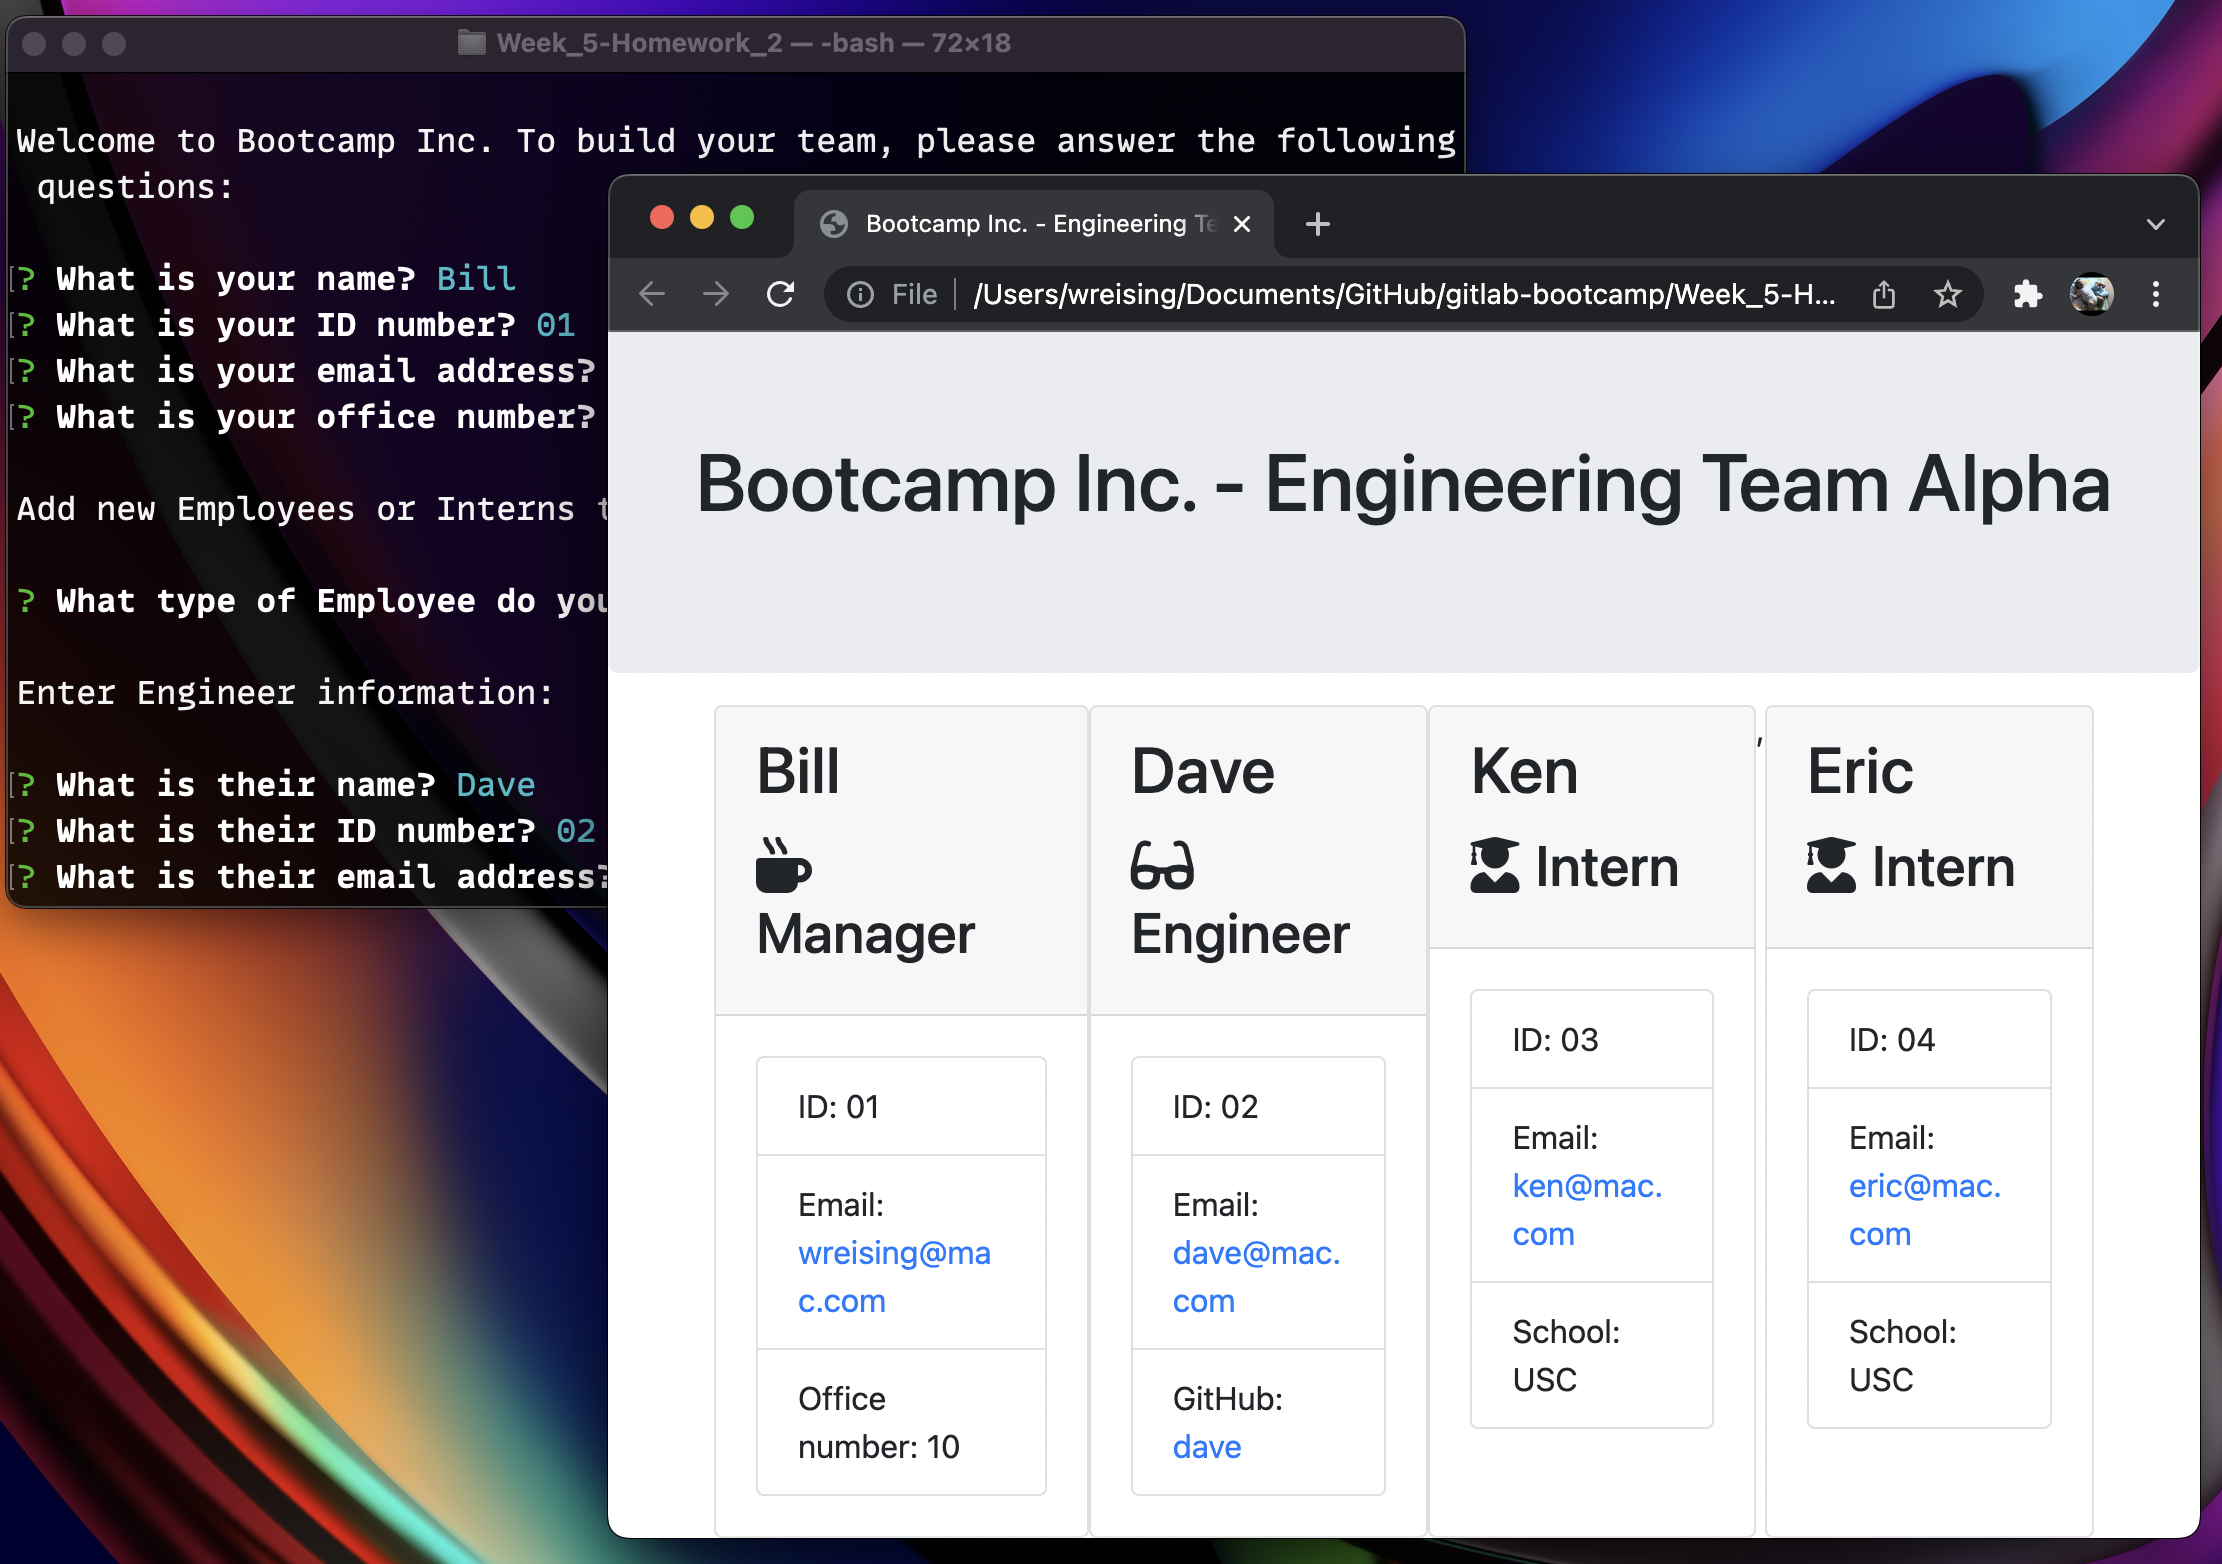 Week_5-Homework_2 — -bash — 72×18
Welcome to Bootcamp Inc. To build your team, please answer the following
questions:
? What is your name? Bill
? What is your ID number? 01
? What is your email address?
? What is your office number?
Add new Employees or Interns
? What type of Employee do
Enter Engineer information:
? What is their name? Dave
? What is their ID number? 02
? What is their email address?
Bootcamp Inc. - Engineering
File
/Users/wreising/Documents/GitHub/gitlab-bootcamp/Week_5-H...
Bootcamp Inc. - Engineering Team Alpha
Bill
Manager
ID: 01
Email:
wreising@ma
c.com
Office
number: 10
Dave
Engineer
ID: 02
Email:
dave@mac.
com
GitHub:
dave
Ken
Intern
ID: 03
Email:
ken@mac.
com
School:
USC
,
Eric
Intern
ID: 04
Email:
eric@mac.
com
School:
USC